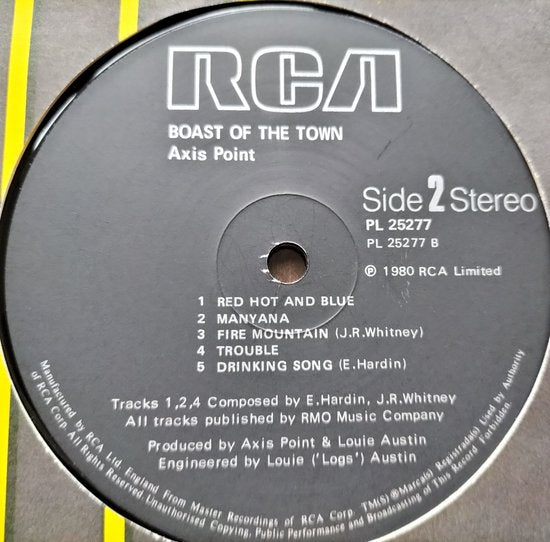 RCA
BOAST OF THE TOWN
Axis Point
Side 2 Stereo
PL 25277
PL 25277 B
℗ 1980 RCA Limited
1 RED HOT AND BLUE
2 MANYANA
3 FIRE MOUNTAIN (J.R.Whitney)
4 TROUBLE
5 DRINKING SONG (E.Hardin)
Tracks 1,2,4 Composed by E.Hardin, J.R.Whitney
All tracks published by RMO Music Company
Produced by Axis Point & Louie Austin
Engineered by Louie ('Logs') Austin
Manufactured by RCA Ltd. England From Master Recordings of RCA Corp. TM(S) ® Marca(s) Registrada(s) Used by Authority
of RCA Corp. All Rights Reserved. Unauthorised Copying, Public Performance and Broadcasting of This Record Forbidden.